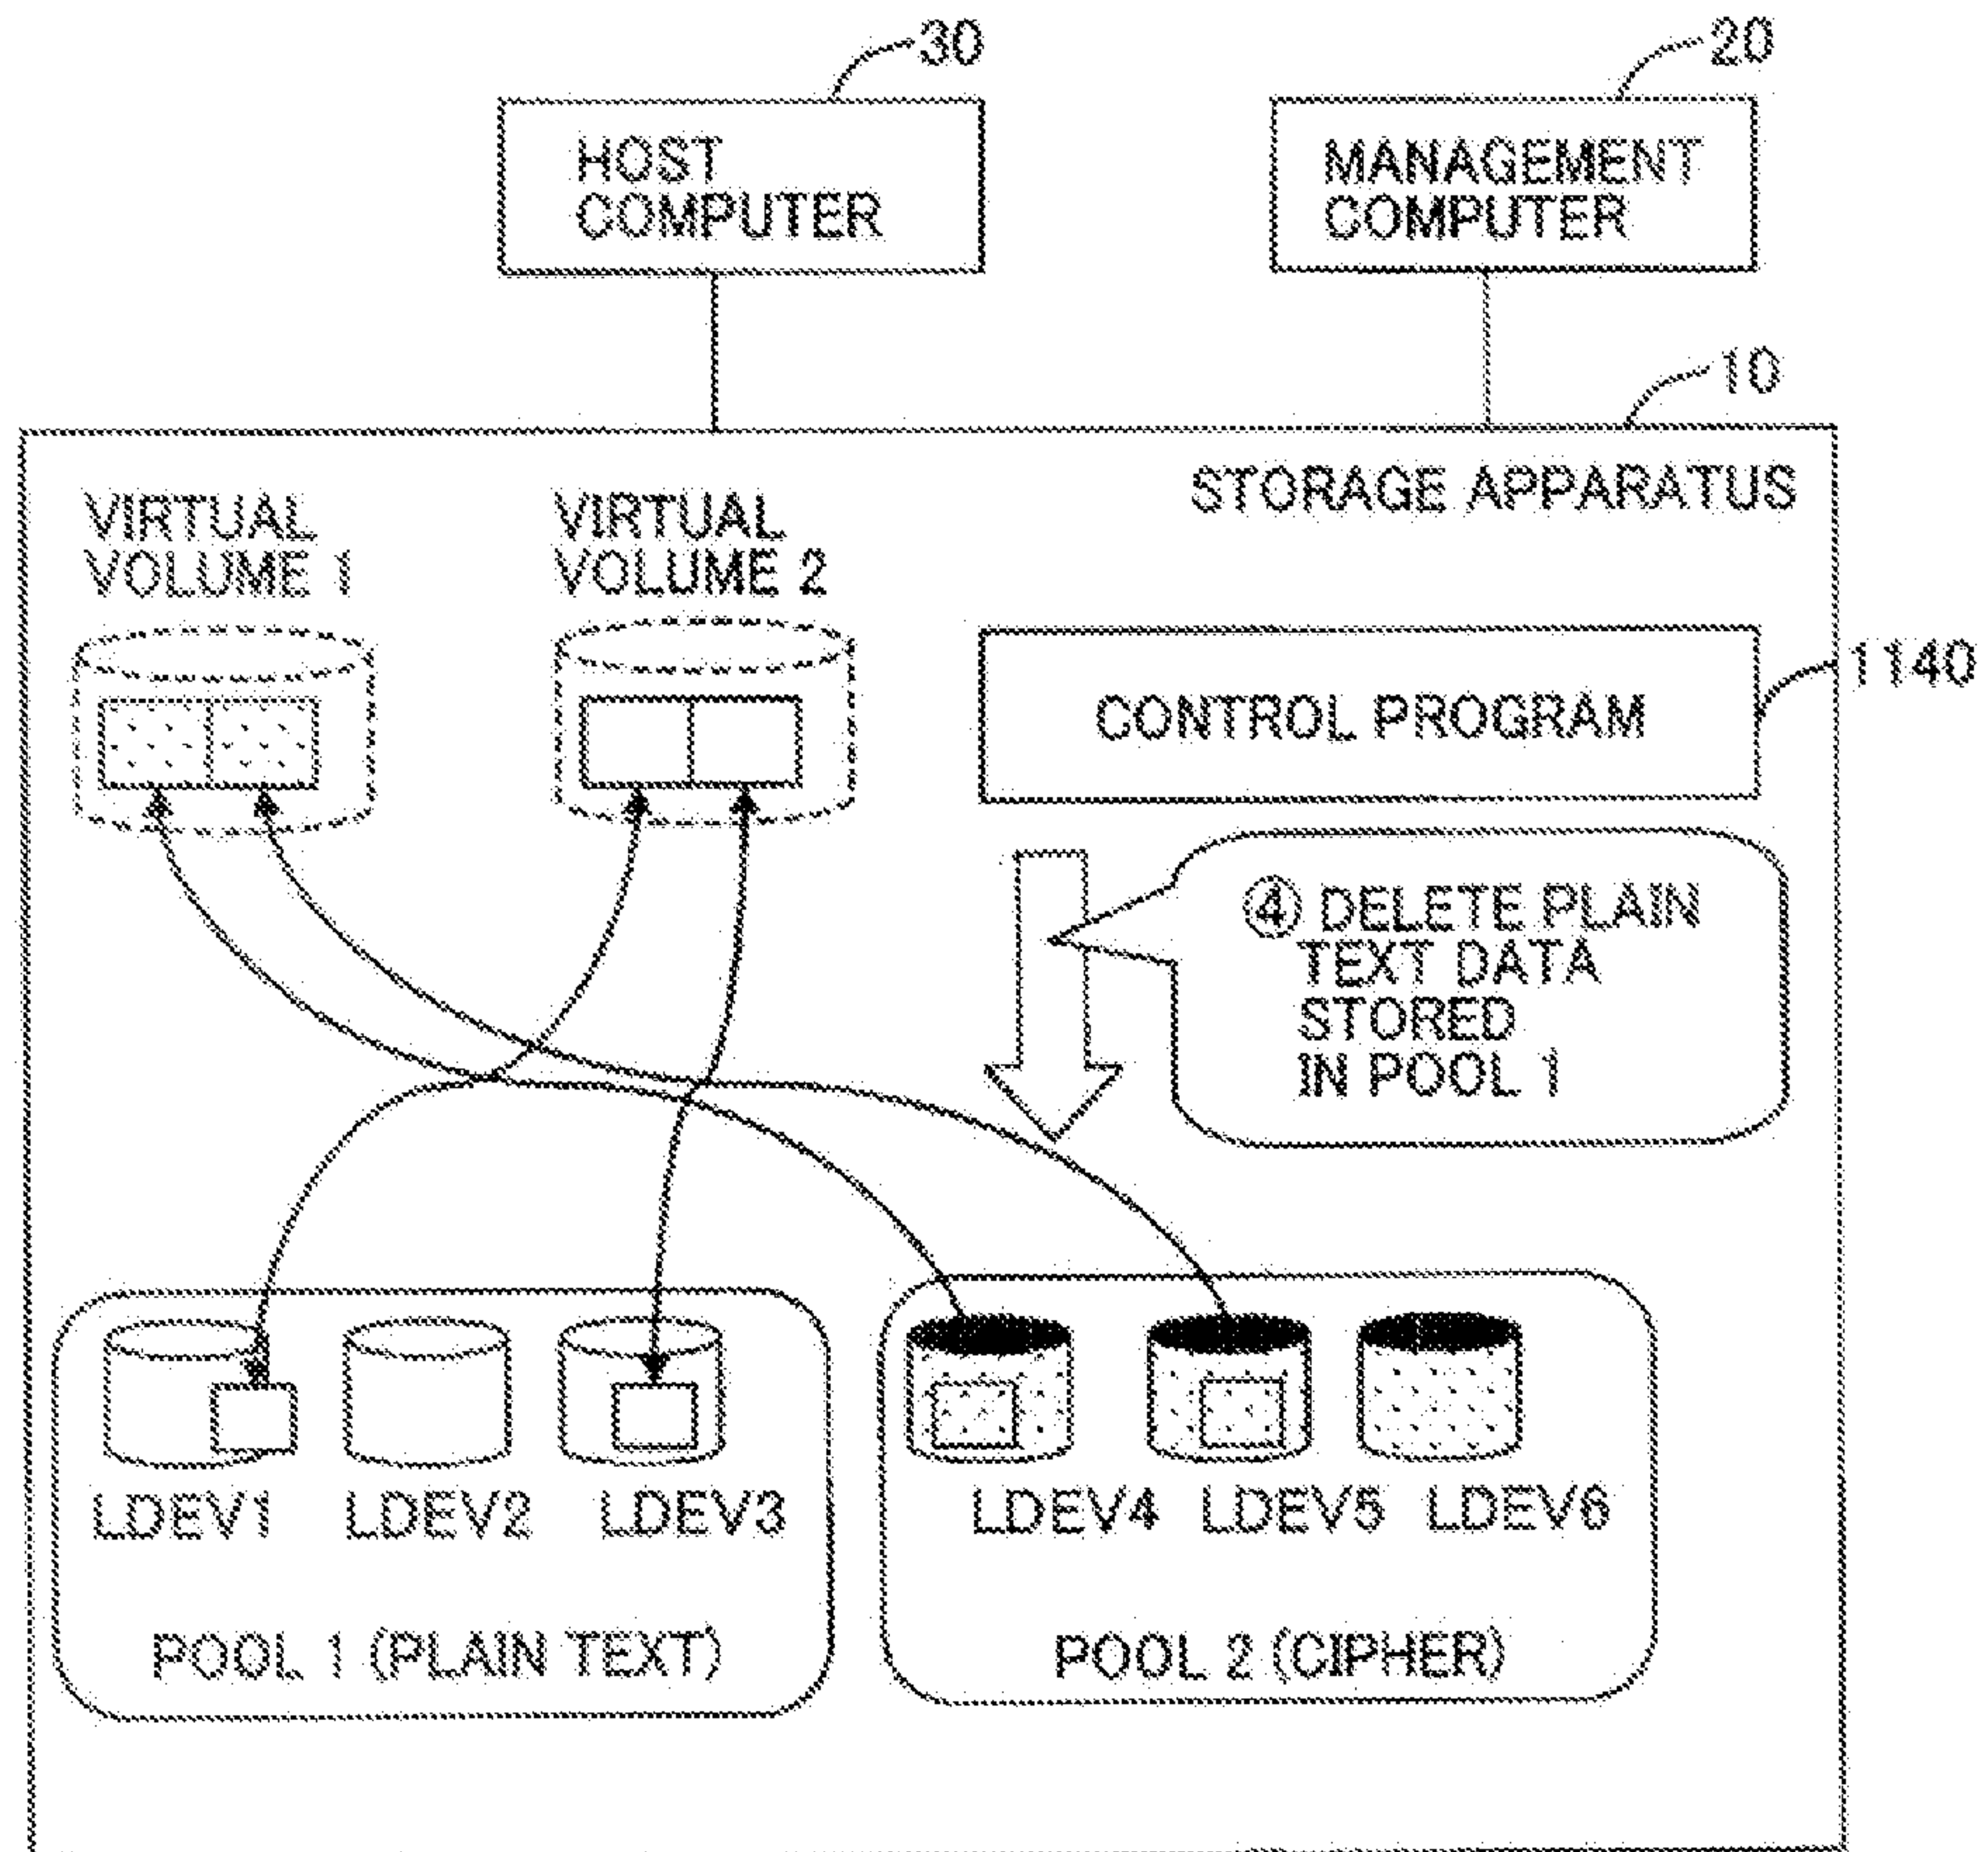 30
20
HOST
COMPUTER
MANAGEMENT
COMPUTER
10
STORAGE APPARATUS
VIRTUAL
VOLUME 1
VIRTUAL
VOLUME 2
CONTROL PROGRAM
1140
④ DELETE PLAIN
TEXT DATA
STORED
IN POOL 1
LDEV1
LDEV2
LDEV3
LDEV4
LDEV5
LDEV6
POOL 1 (PLAIN TEXT)
POOL 2 (CIPHER)